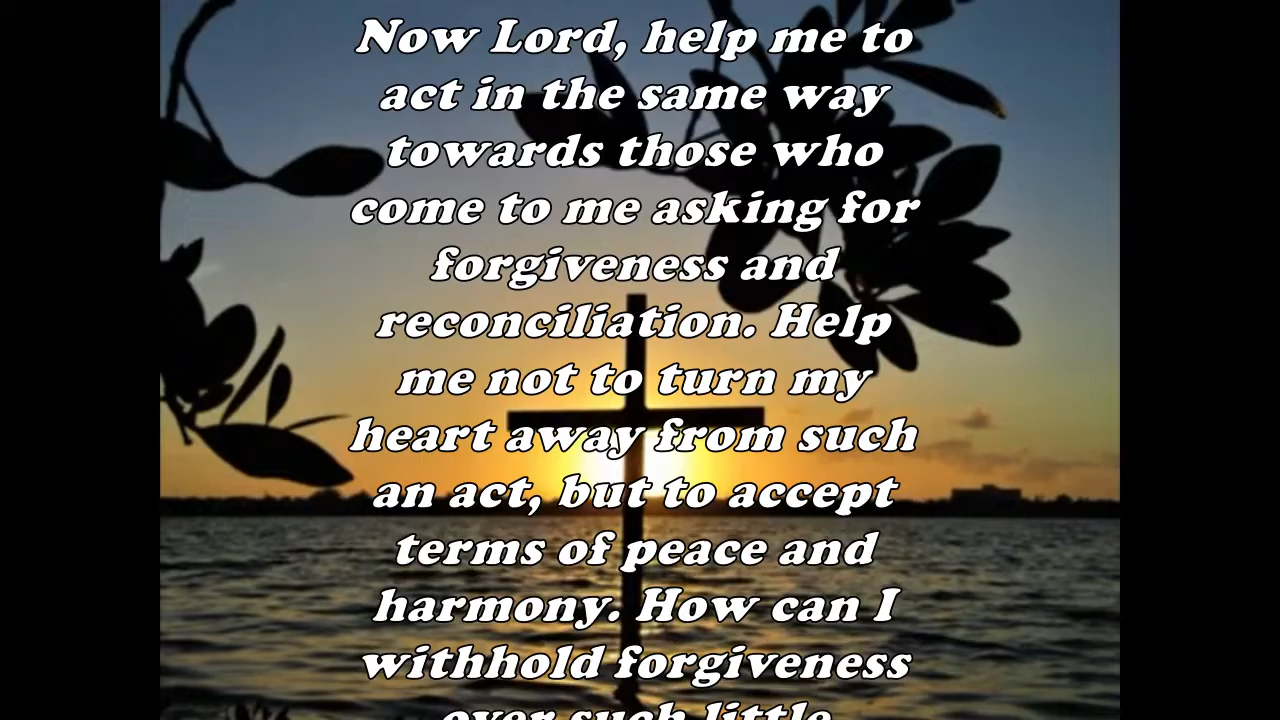 Now Lord, help me to
act in the same way
towards those who
come to me asking for
forgiveness and
reconciliation. Help
me not to turn my
heart away from such
an act, but to accept
terms of peace and
harmony. How can I
withhold forgiveness
over such little